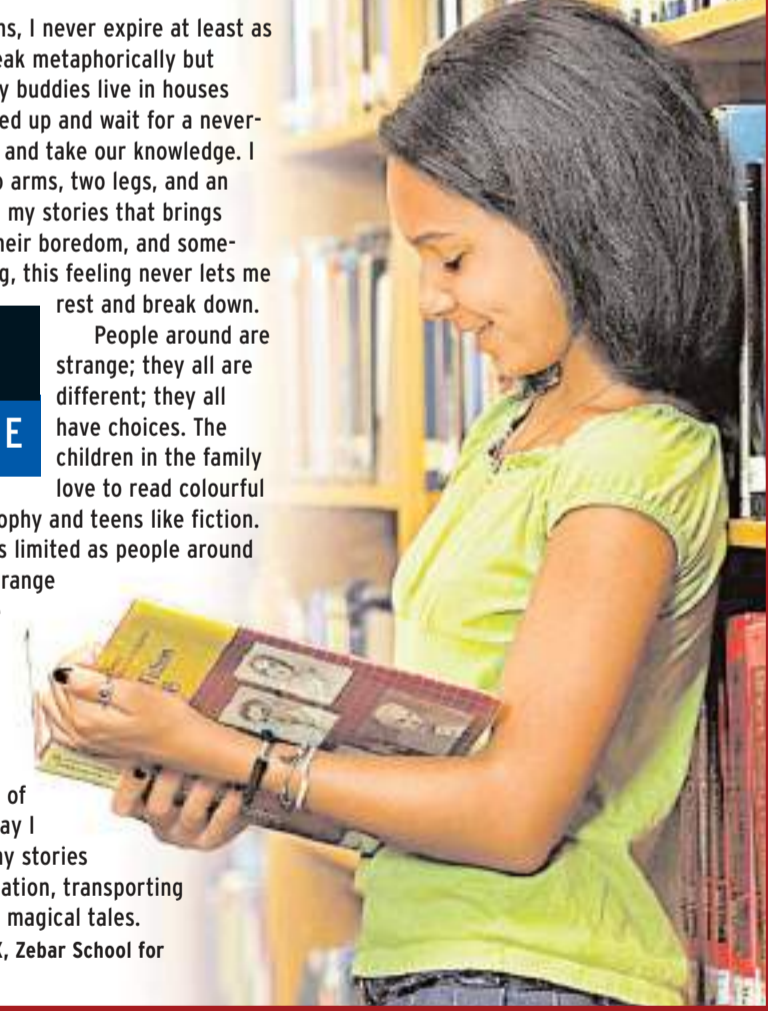 ns, I never expire at least as
eak metaphorically but
y buddies live in houses
ed up and wait for a never-
and take our knowledge. I
o arms, two legs, and an
my stories that brings
heir boredom, and some-
g, this feeling never lets me
rest and break down.
People around are
strange; they all are
different; they all
E
have choices. The
children in the family
love to read colourful
ophy and teens like fiction.
s limited as people around
range
of
ay I
ny stories
ation, transporting
magical tales.
X, Zebar School for